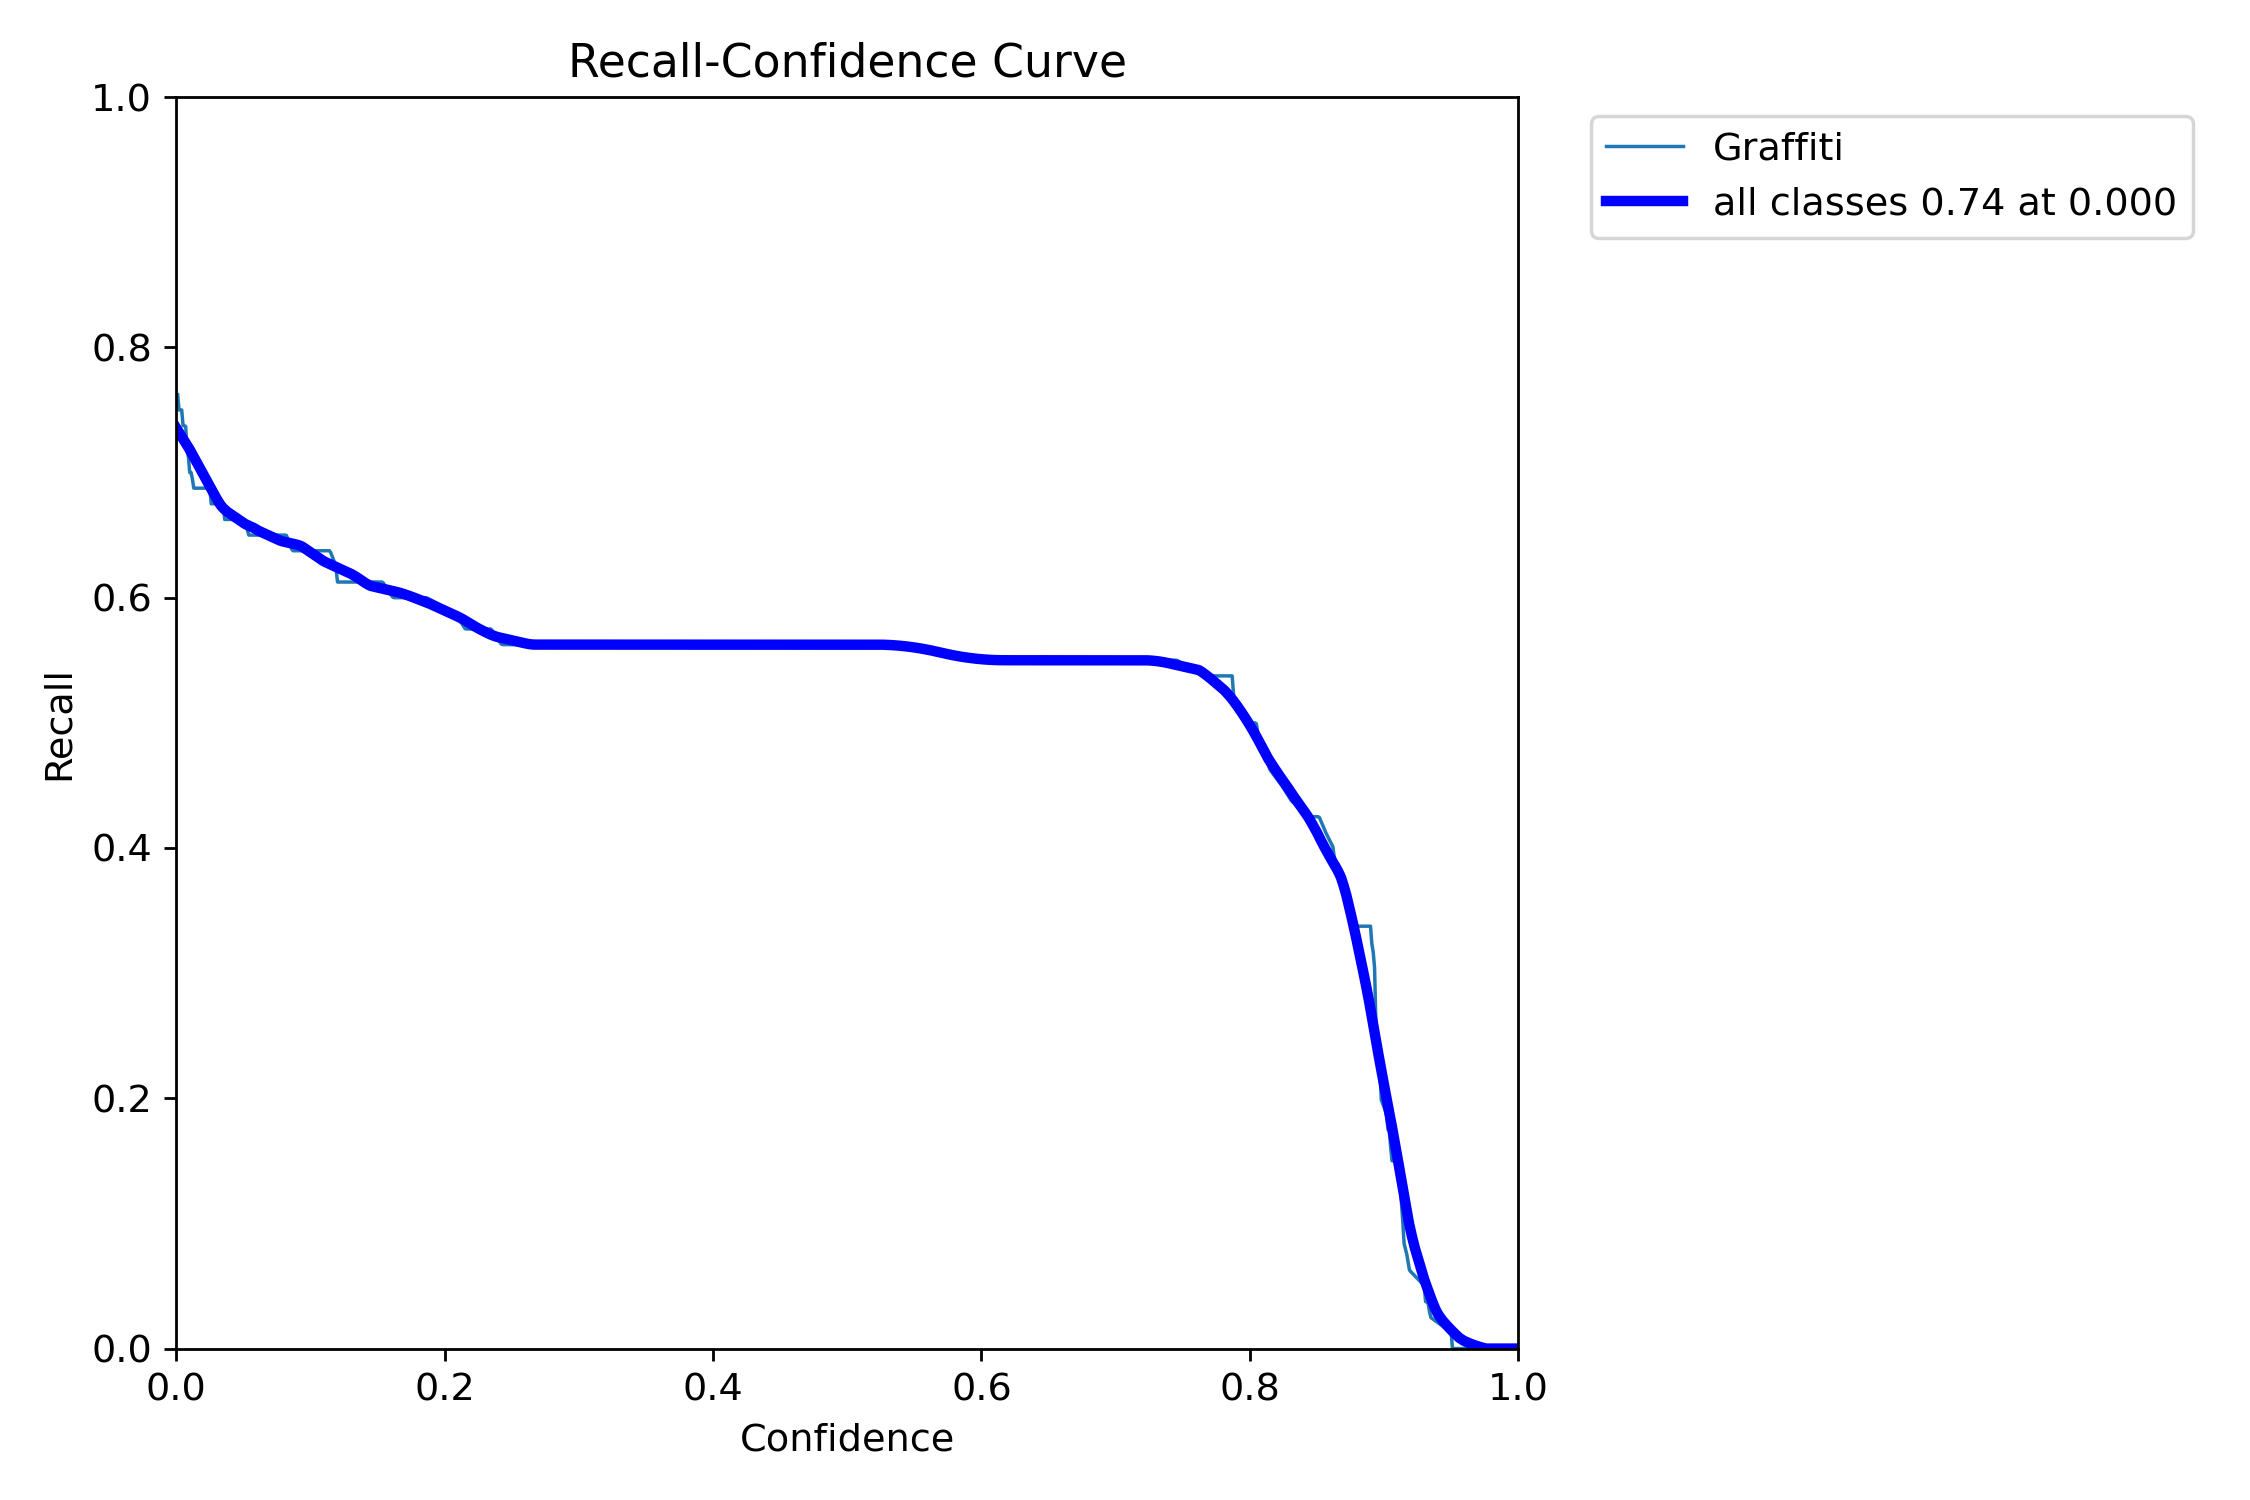 Recall-Confidence Curve
1.0
0.8
0.6
0.4
0.2
0.0
Recall
0.0 0.2 0.4 0.6 0.8 1.0
Confidence
Graffiti
all classes 0.74 at 0.000